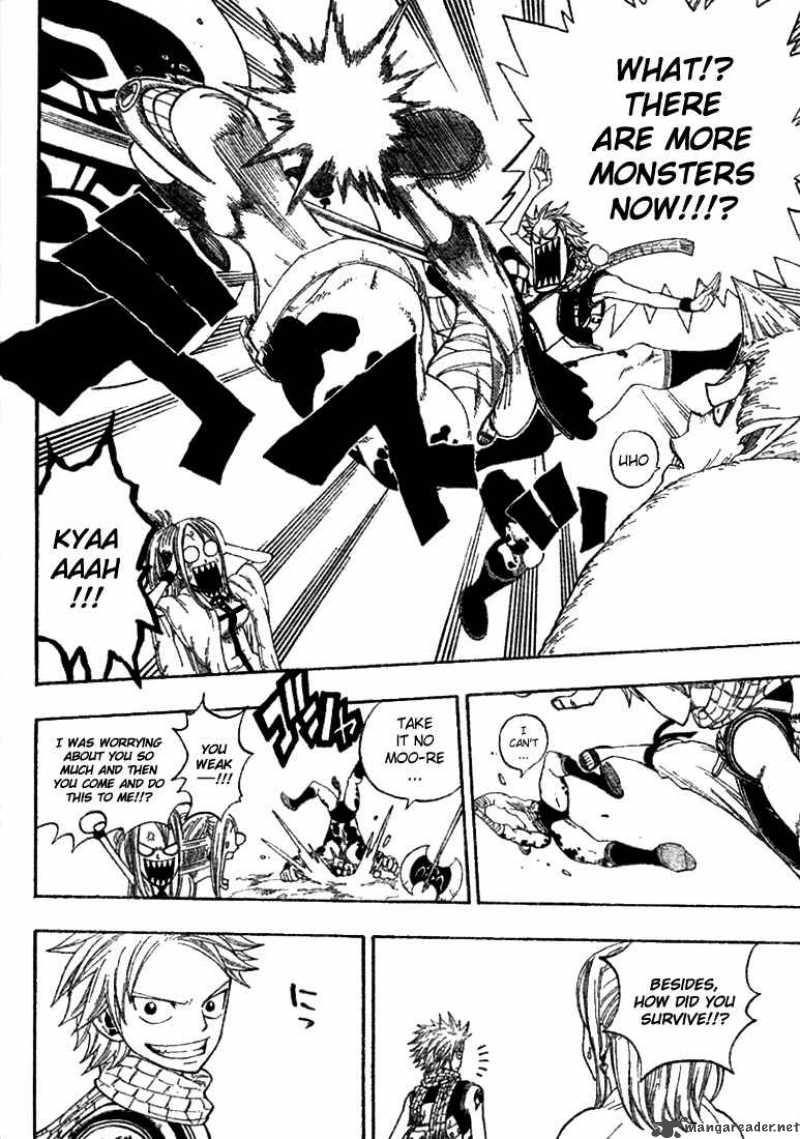 WHAT!?
THERE
ARE MORE
MONSTERS
NOW!!!?
UHO
KYAA
AAAH
!!!
I
CAN'T
...
TAKE
IT NO
MOO-RE
YOU
WEAK
—!!!
I WAS WORRYING
ABOUT YOU SO
MUCH AND THEN
YOU COME AND DO
THIS TO ME!!?
BESIDES,
HOW DID YOU
SURVIVE!!?
Mangareader.net